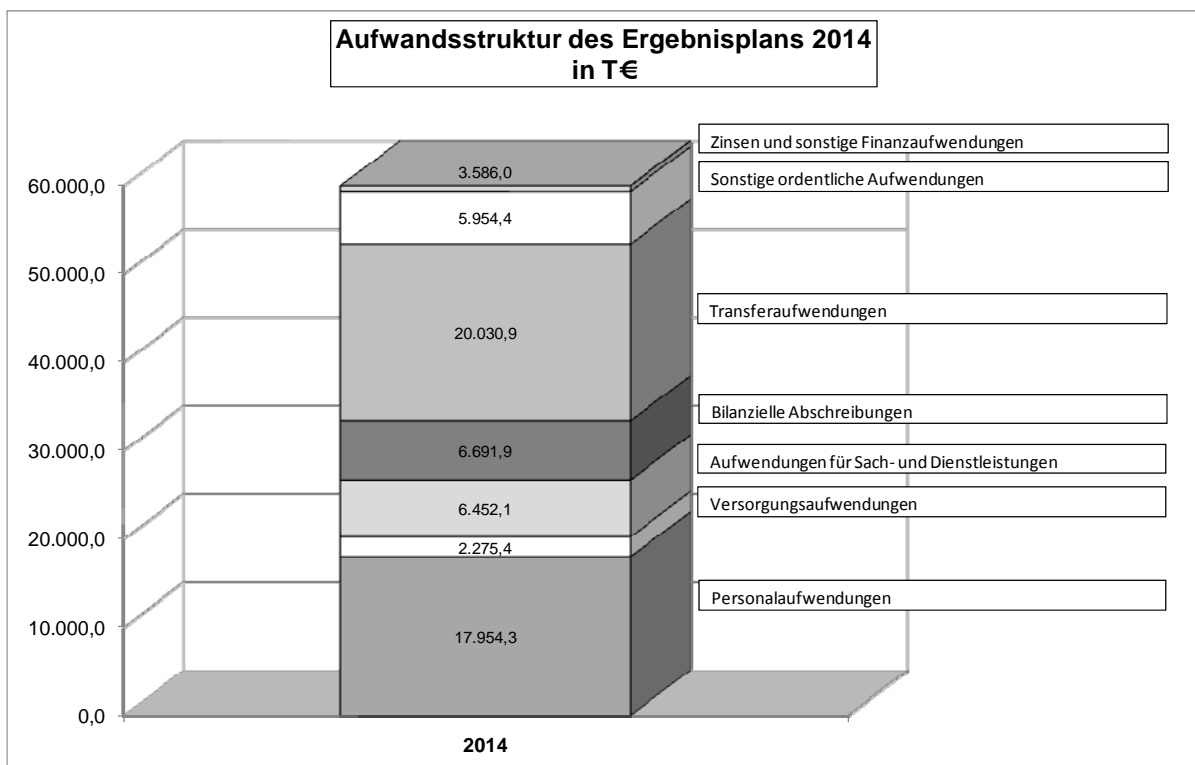 Aufwandsstruktur des Ergebnisplans 2014
in T€
Zinsen und sonstige Finanzaufwendungen
3.586,0
Sonstige ordentliche Aufwendungen
60.000,0
5.954,4
50.000,0
Transferaufwendungen
20.030,9
40.000,0
Bilanzielle Abschreibungen
30.000,0
6.691,9
Aufwendungen für Sach- und Dienstleistungen
6.452,1
Versorgungsaufwendungen
20.000,0
2.275,4
Personalaufwendungen
10.000,0
17.954,3
0,0
2014